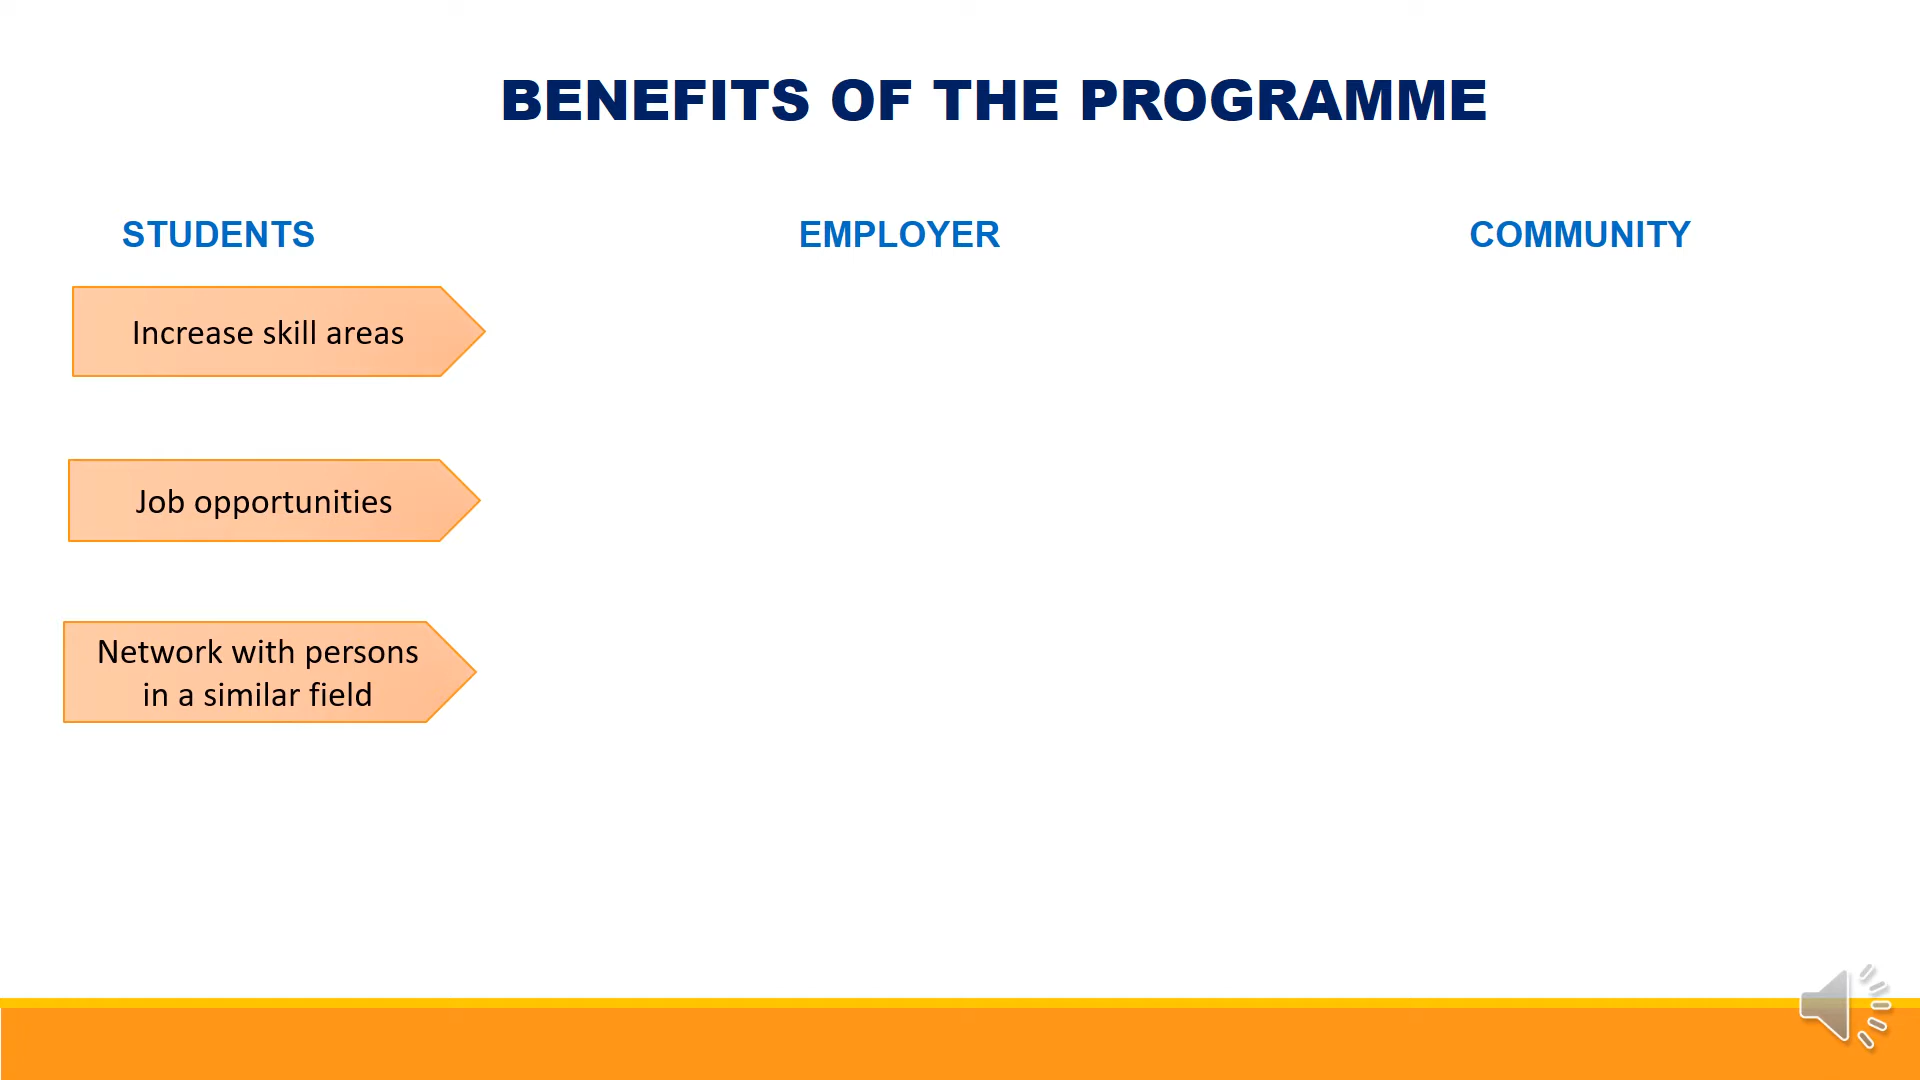 BENEFITS OF THE PROGRAMME
STUDENTS
EMPLOYER
COMMUNITY
Increase skill areas
Job opportunities
Network with persons
in a similar field